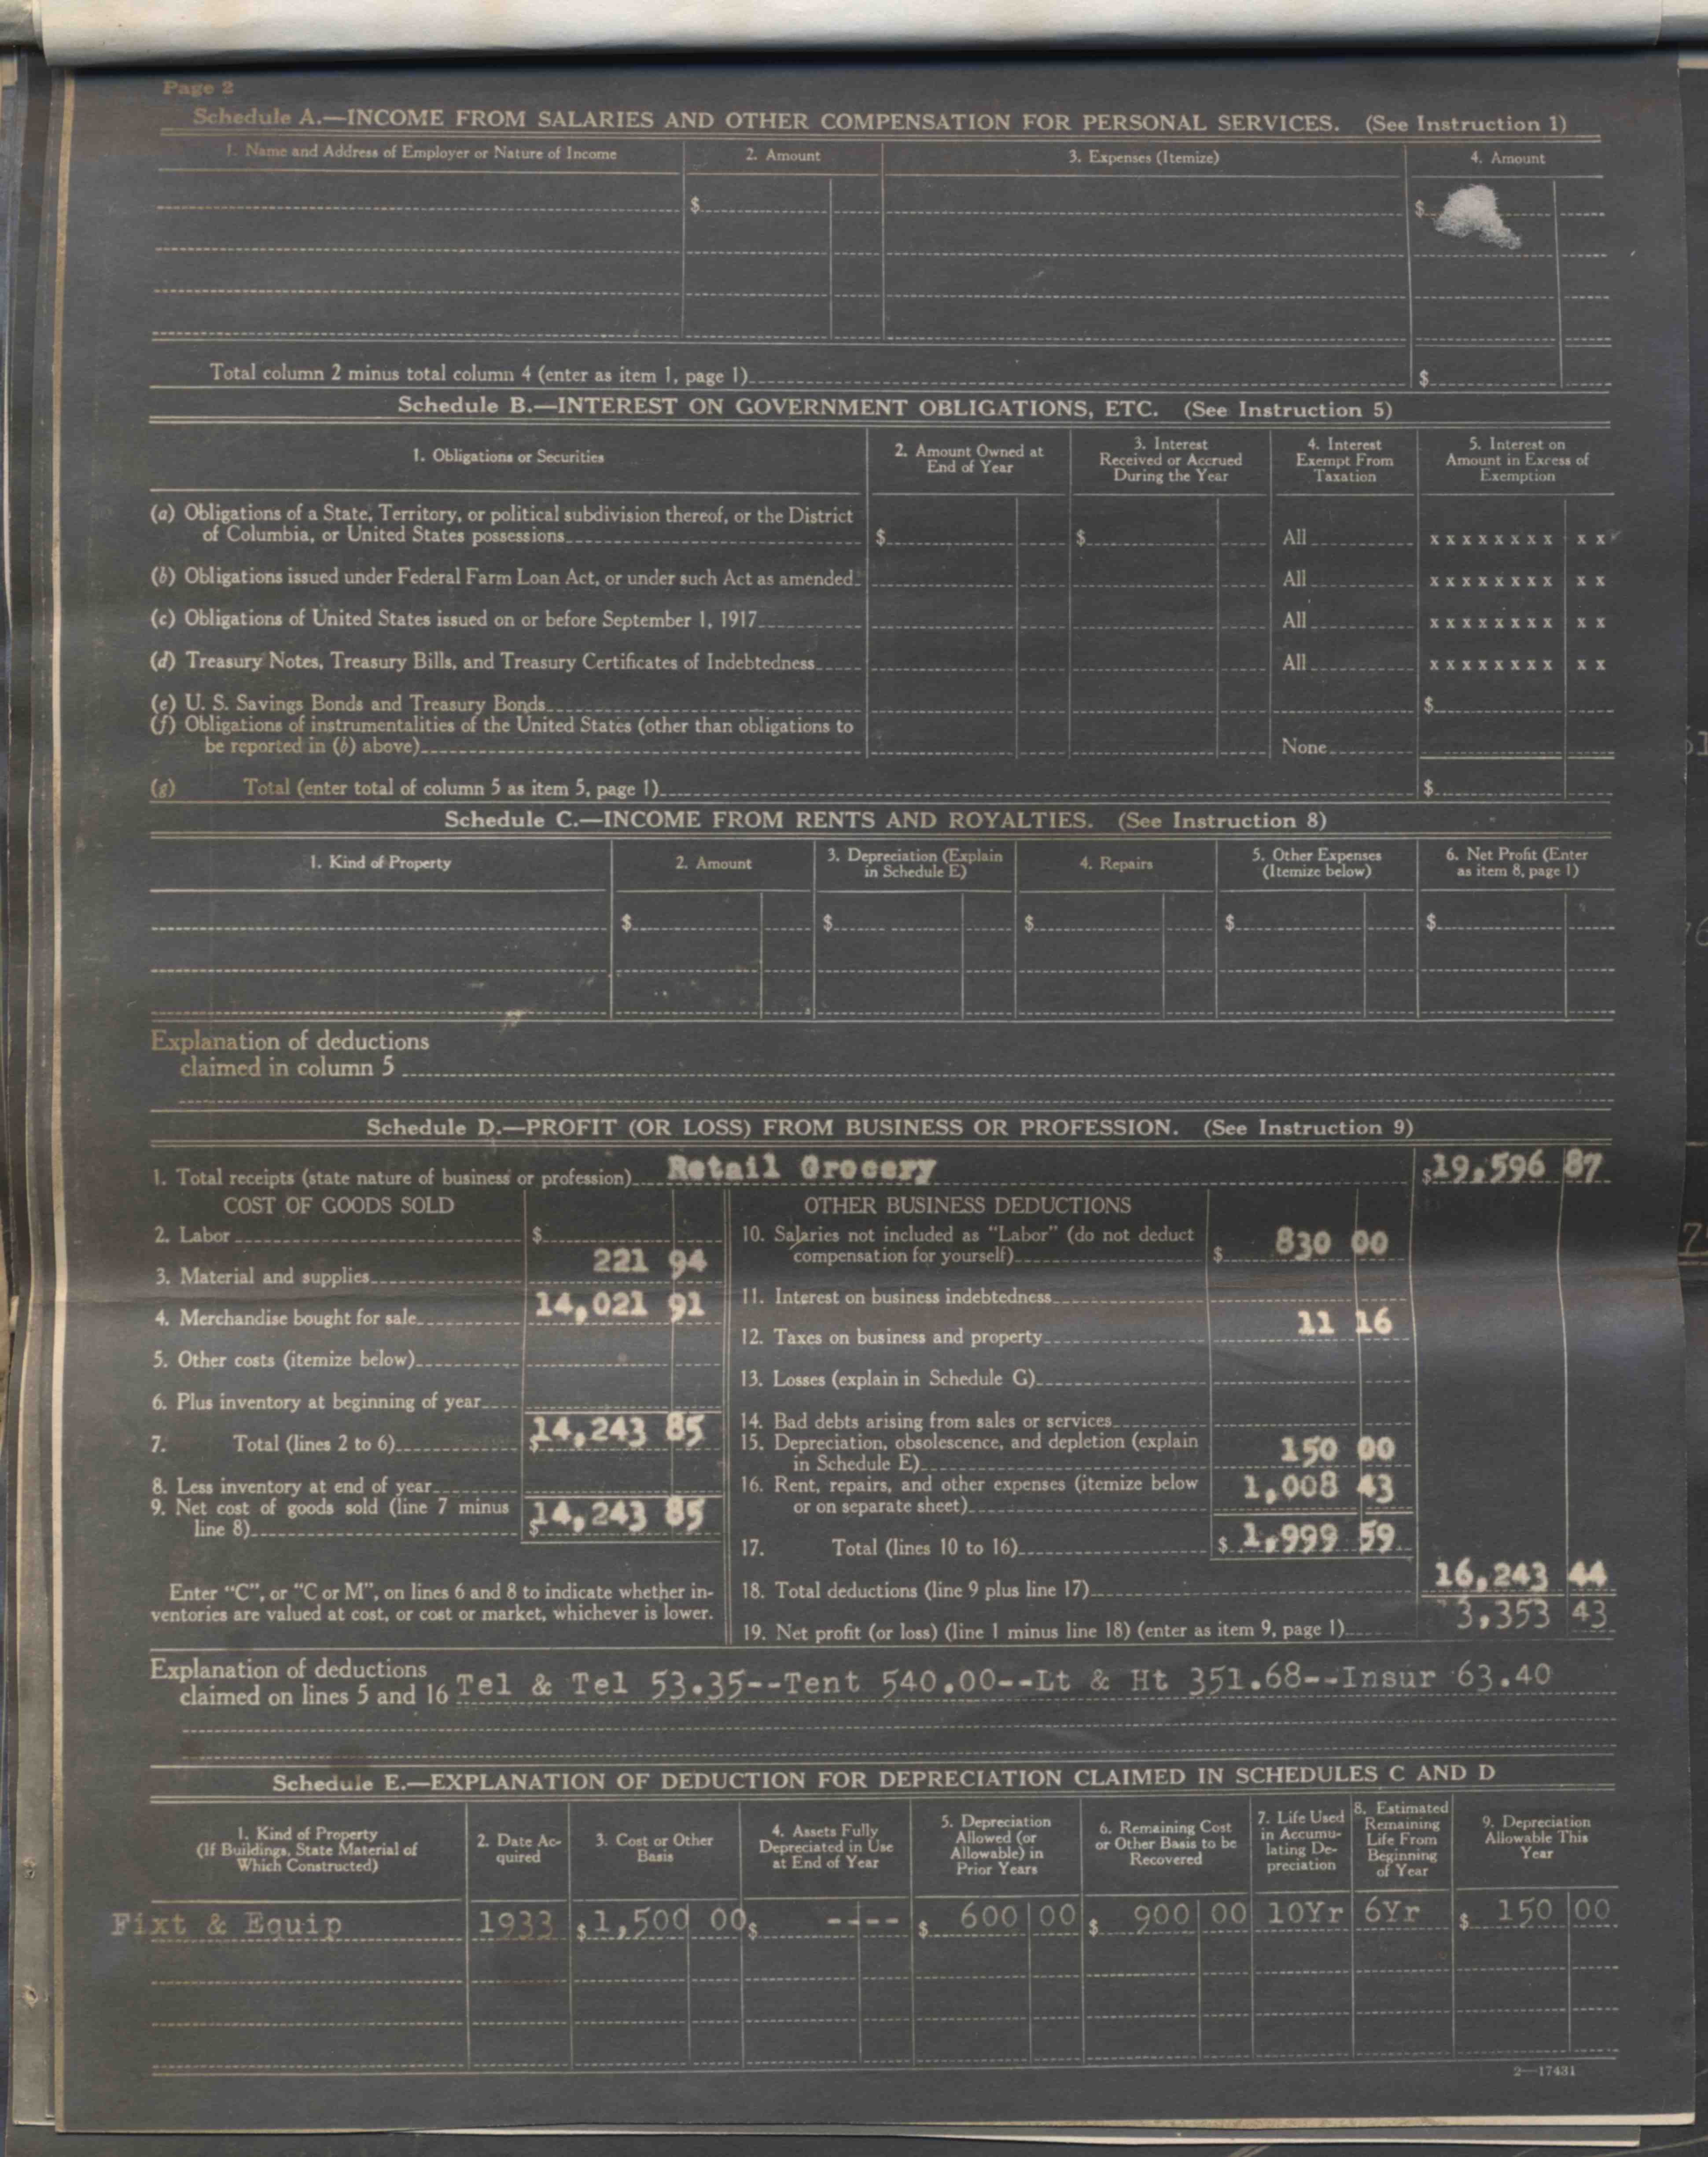 Page 2
Schedule A.—INCOME FROM SALARIES AND OTHER COMPENSATION FOR PERSONAL SERVICES. (See Instruction 1)
1. Name and Address of Employer or Nature of Income 2. Amount 3. Expenses (Itemize) 4. Amount
$ $
Total column 2 minus total column 4 (enter as item 1, page 1) $
Schedule B.—INTEREST ON GOVERNMENT OBLIGATIONS, ETC. (See Instruction 5)
1. Obligations or Securities
2. Amount Owned at
End of Year
3. Interest
Received or Accrued
During the Year
4. Interest
Exempt From
Taxation
5. Interest on
Amount in Excess of
Exemption
(a) Obligations of a State, Territory, or political subdivision thereof, or the District
of Columbia, or United States possessions $ $ All x x x x x x x x x x
(b) Obligations issued under Federal Farm Loan Act, or under such Act as amended All x x x x x x x x x x
(c) Obligations of United States issued on or before September 1, 1917 All x x x x x x x x x x
(d) Treasury Notes, Treasury Bills, and Treasury Certificates of Indebtedness All x x x x x x x x x x
(e) U. S. Savings Bonds and Treasury Bonds $
(f) Obligations of instrumentalities of the United States (other than obligations to
be reported in (b) above) None
(g) Total (enter total of column 5 as item 5, page 1) $
Schedule C.—INCOME FROM RENTS AND ROYALTIES. (See Instruction 8)
1. Kind of Property
2. Amount
3. Depreciation (Explain
in Schedule E)
4. Repairs
5. Other Expenses
(Itemize below)
6. Net Profit (Enter
as item 8, page 1)
$ $ $ $ $
Explanation of deductions
claimed in column 5
Schedule D.—PROFIT (OR LOSS) FROM BUSINESS OR PROFESSION. (See Instruction 9)
1. Total receipts (state nature of business or profession) Retail Grocery $19,596 87
COST OF GOODS SOLD
2. Labor $
3. Material and supplies 221 94
4. Merchandise bought for sale 14,021 91
5. Other costs (itemize below)
6. Plus inventory at beginning of year
7. Total (lines 2 to 6) $14,243 85
8. Less inventory at end of year
9. Net cost of goods sold (line 7 minus
line 8) $14,243 85
Enter "C", or "C or M", on lines 6 and 8 to indicate whether in-
ventories are valued at cost, or cost or market, whichever is lower.
OTHER BUSINESS DEDUCTIONS
10. Salaries not included as "Labor" (do not deduct
compensation for yourself) $ 830 00
11. Interest on business indebtedness
12. Taxes on business and property 11 16
13. Losses (explain in Schedule G)
14. Bad debts arising from sales or services
15. Depreciation, obsolescence, and depletion (explain
in Schedule E) 150 00
16. Rent, repairs, and other expenses (itemize below
or on separate sheet) 1,008 43
17. Total (lines 10 to 16) $ 1,999 59
18. Total deductions (line 9 plus line 17) 16,243 44
19. Net profit (or loss) (line 1 minus line 18) (enter as item 9, page 1) 3,353 43
Explanation of deductions
claimed on lines 5 and 16 Tel & Tel 53.35--Tent 540.00--Lt & Ht 351.68--Insur 63.40
Schedule E.—EXPLANATION OF DEDUCTION FOR DEPRECIATION CLAIMED IN SCHEDULES C AND D
1. Kind of Property
(If Buildings, State Material of
Which Constructed)
2. Date Ac-
quired
3. Cost or Other
Basis
4. Assets Fully
Depreciated in Use
at End of Year
5. Depreciation
Allowed (or
Allowable) in
Prior Years
6. Remaining Cost
or Other Basis to be
Recovered
7. Life Used
in Accumu-
lating De-
preciation
8. Estimated
Remaining
Life From
Beginning
of Year
9. Depreciation
Allowable This
Year
Fixt & Equip 1933 $1,500 00 $ ---- $ 600 00 $ 900 00 10Yr 6Yr $ 150 00
2—17431